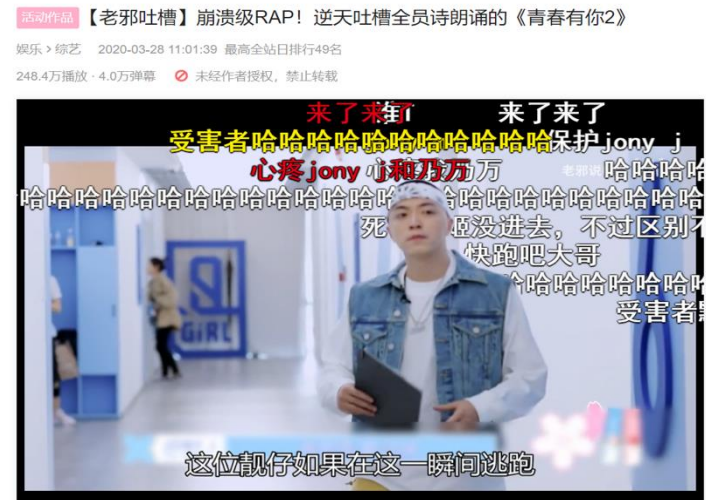 活动作品 【老邪吐槽】崩溃级RAP！逆天吐槽全员诗朗诵的《青春有你2》
娱乐 > 综艺 2020-03-28 11:01:39 最高全站日排行49名
248.4万播放 · 4.0万弹幕 未经作者授权，禁止转载
来了来了 来了来了
受害者哈哈哈哈哈哈哈哈哈哈哈 保护jony j
心疼jony j和乃万 老邪说 哈哈哈哈
哈哈哈哈哈哈哈哈哈哈哈哈哈哈哈哈哈哈哈哈哈哈哈哈哈
姬没进去，不过区别不
快跑吧大哥
哈哈哈哈哈哈哈
受害者
GiRL
这位靓仔如果在这一瞬间逃跑